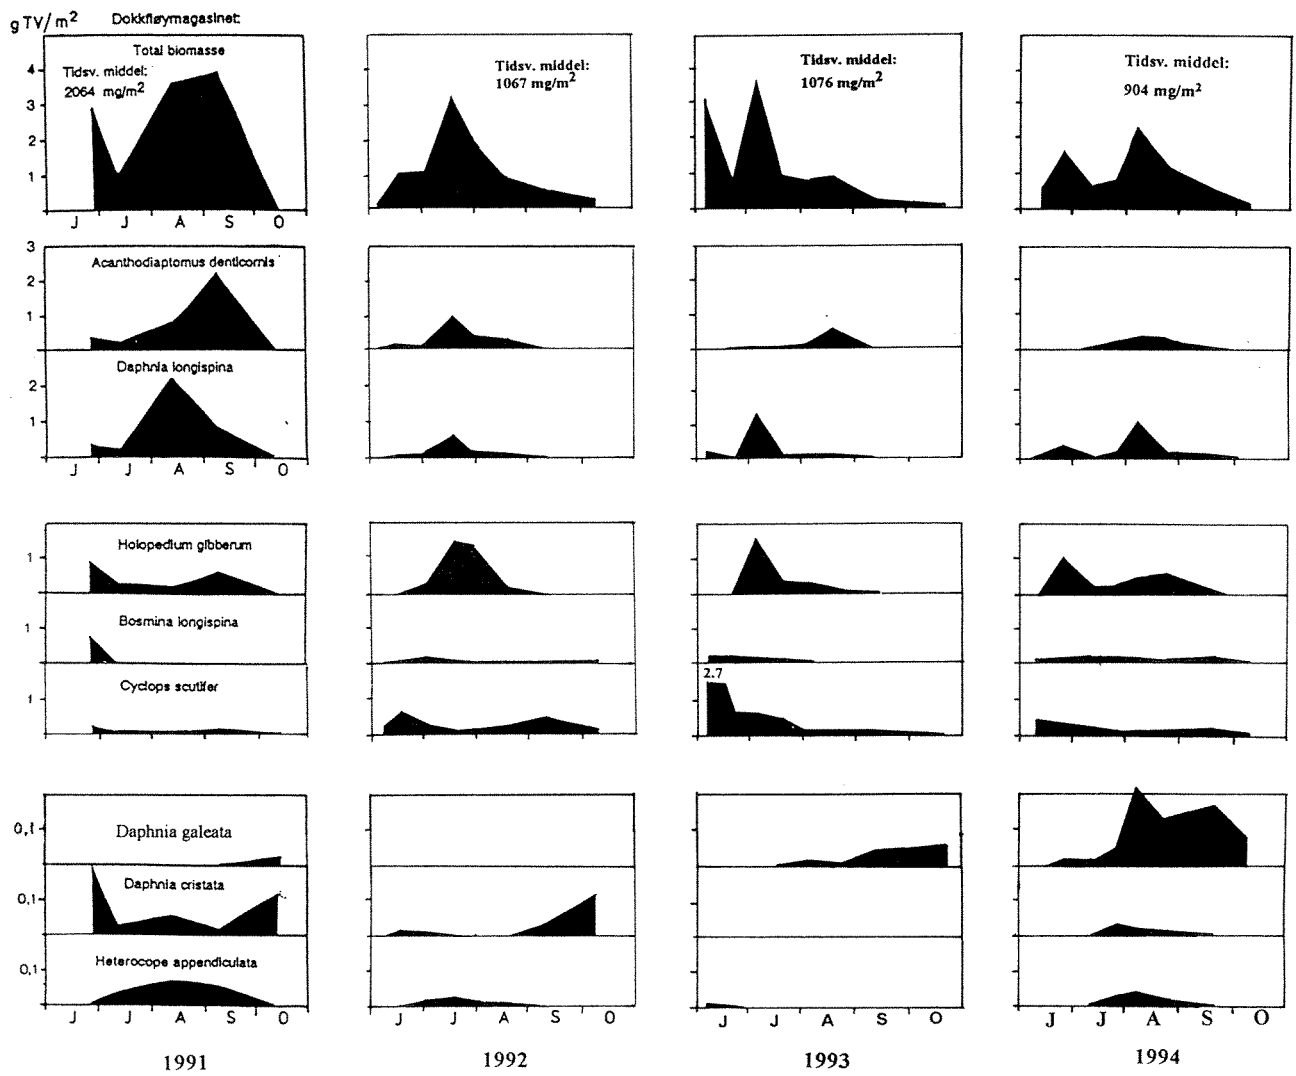 g TV/m² Dokkfløymagasinet:
Total biomasse
Tidsv. middel:
2064 mg/m²
Tidsv. middel:
1067 mg/m²
Tidsv. middel:
1076 mg/m²
Tidsv. middel:
904 mg/m²
4
3
2
1
J J A S O
3
Acanthodiaptomus denticornis
2
1
Daphnia longispina
2
1
J J A S O
Holopedium gibberum
1
Bosmina longispina
1
2.7
Cyclops scutifer
1
Daphnia galeata
0,1
Daphnia cristata
0,1
Heterocope appendiculata
0,1
J J A S O
J J A S O
J J A S O
J J A S O
1991 1992 1993 1994